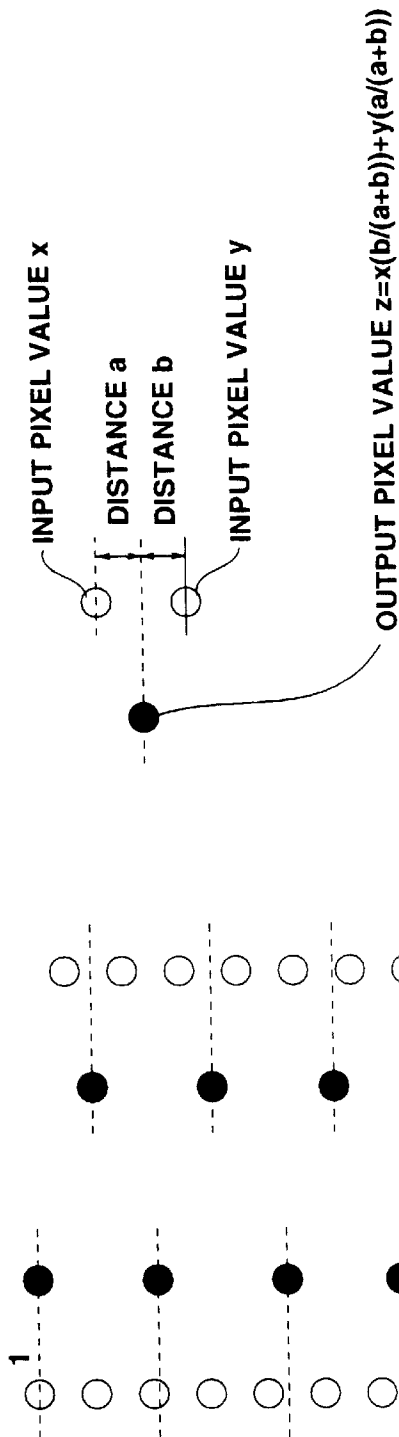 INPUT PIXEL VALUE x
DISTANCE a
DISTANCE b
INPUT PIXEL VALUE y
OUTPUT PIXEL VALUE z=x(b/(a+b))+y(a/(a+b))
1